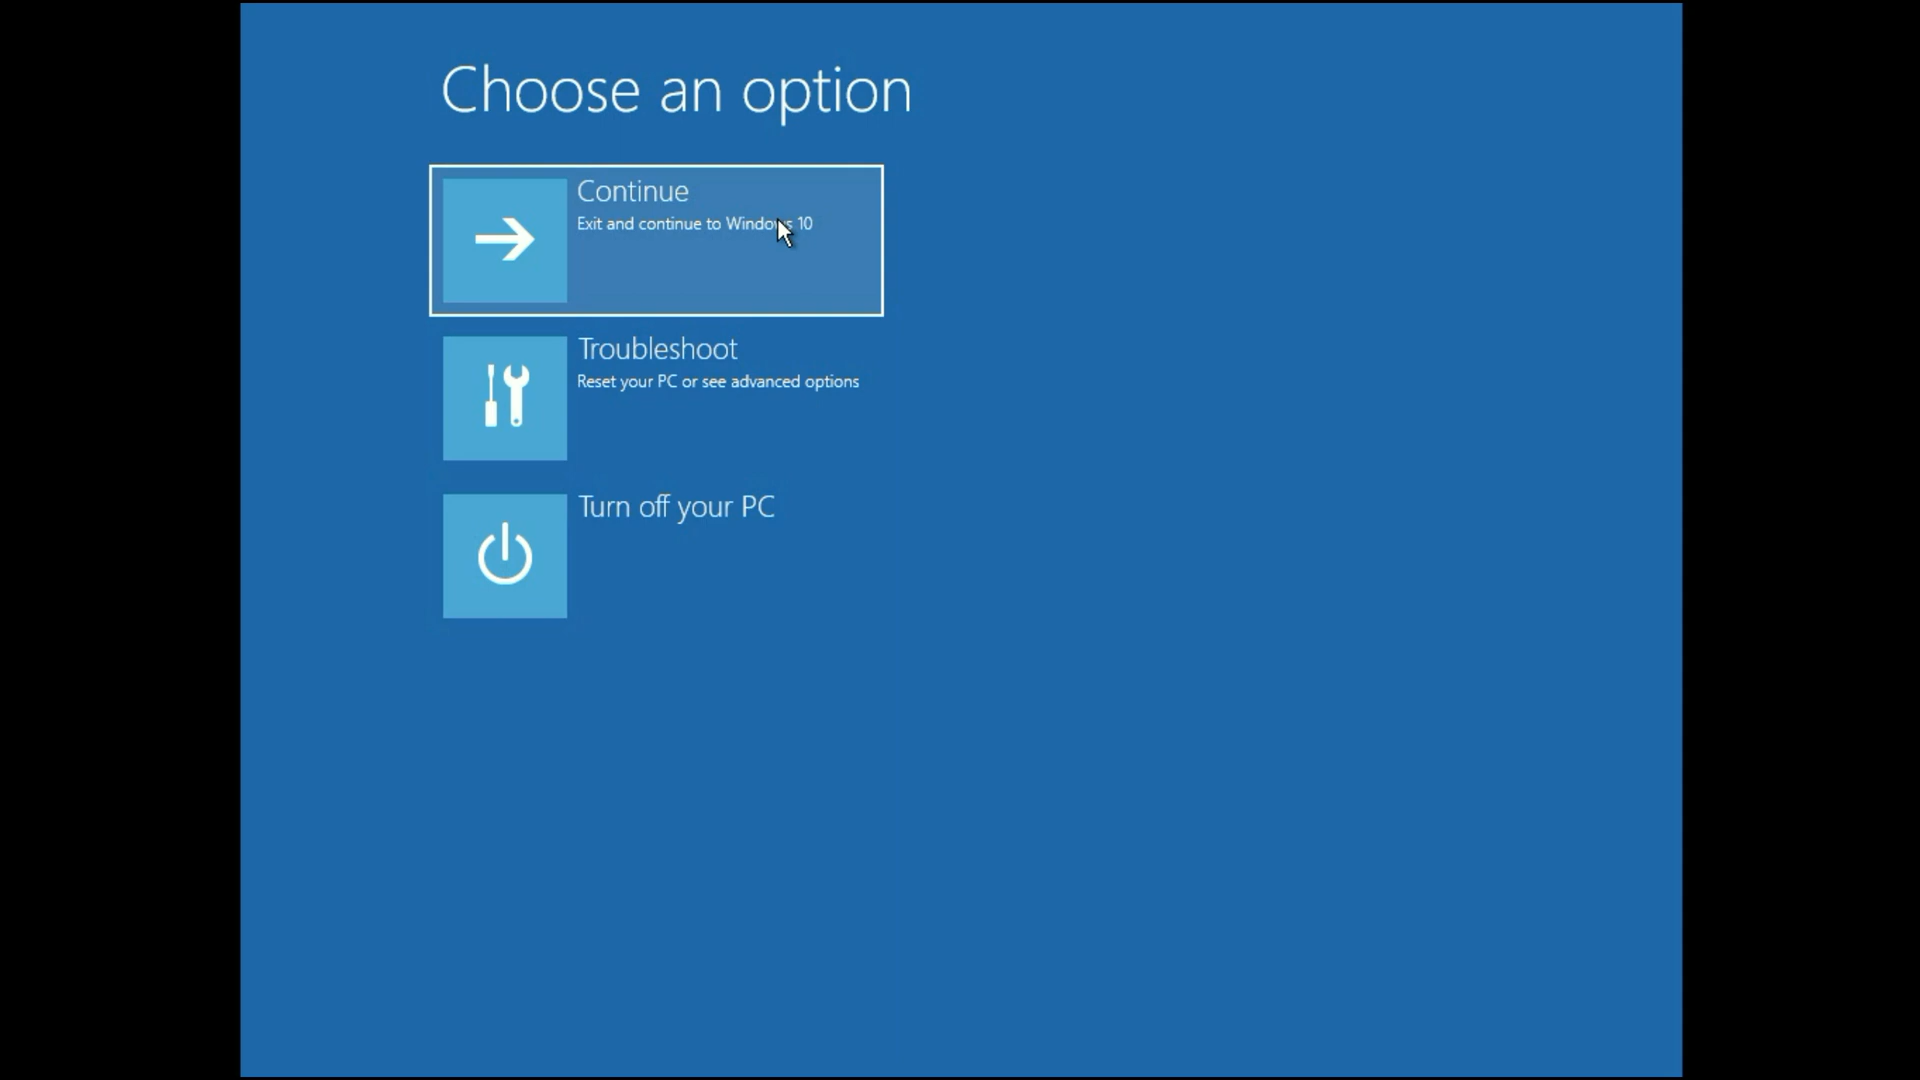 Choose an option
Continue
Exit and continue to Windows 10
Troubleshoot
Reset your PC or see advanced options
Turn off your PC